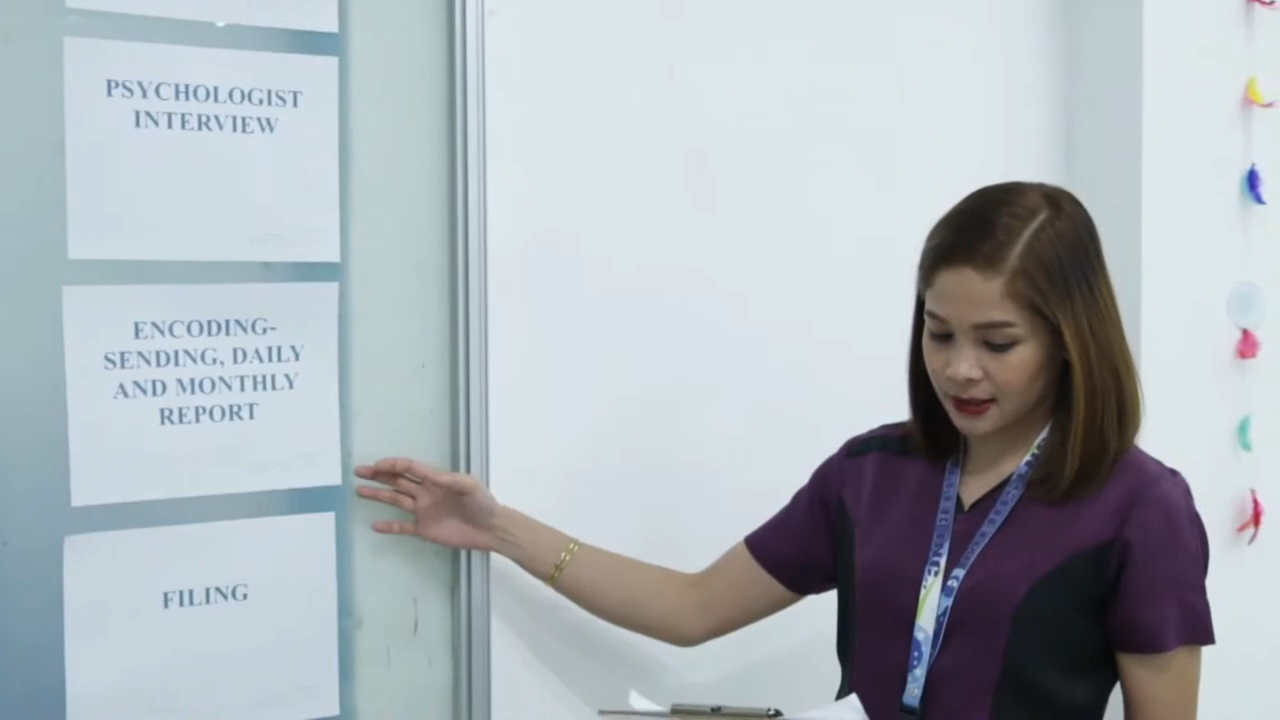 PSYCHOLOGIST
INTERVIEW
ENCODING-
SENDING, DAILY
AND MONTHLY
REPORT
FILING